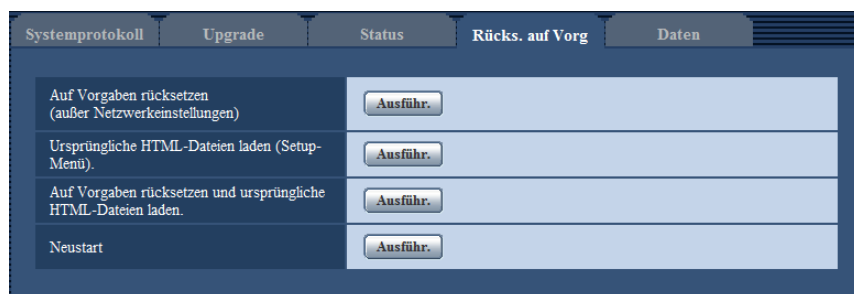 Systemprotokoll Upgrade Status Rücks. auf Vorg Daten
Auf Vorgaben rücksetzen
(außer Netzwerkeinstellungen)
Ausführ.
Ursprüngliche HTML-Dateien laden (Setup-
Menü).
Ausführ.
Auf Vorgaben rücksetzen und ursprüngliche
HTML-Dateien laden.
Ausführ.
Neustart
Ausführ.